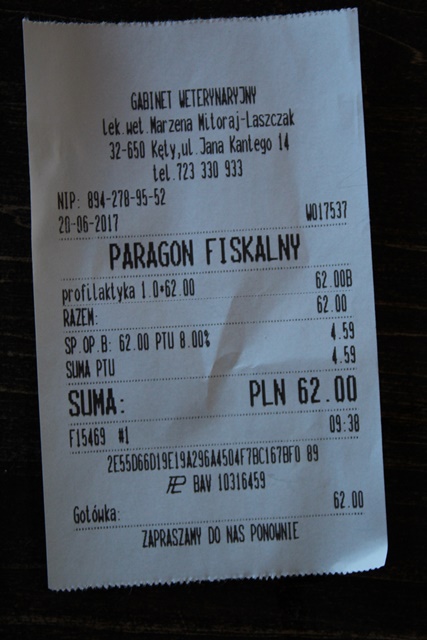 GABINET WETERYNARYJNY
lek.wet.Marzena Mitoraj-Laszczak
32-650 Kęty,ul.Jana Kantego 14
tel.723 330 933
NIP: 894-278-95-52
20-06-2017 W017537
PARAGON FISKALNY
profilaktyka 1.0*62.00 62.00B
RAZEM: 62.00
SP.OP.B: 62.00 PTU 8.00% 4.59
SUMA PTU 4.59
SUMA: PLN 62.00
F15469 #1 09:38
2E55D66D19E19A296A4504F7BC167BFD 89
BAV 10316459
Gotówka: 62.00
ZAPRASZAMY DO NAS PONOWNIE